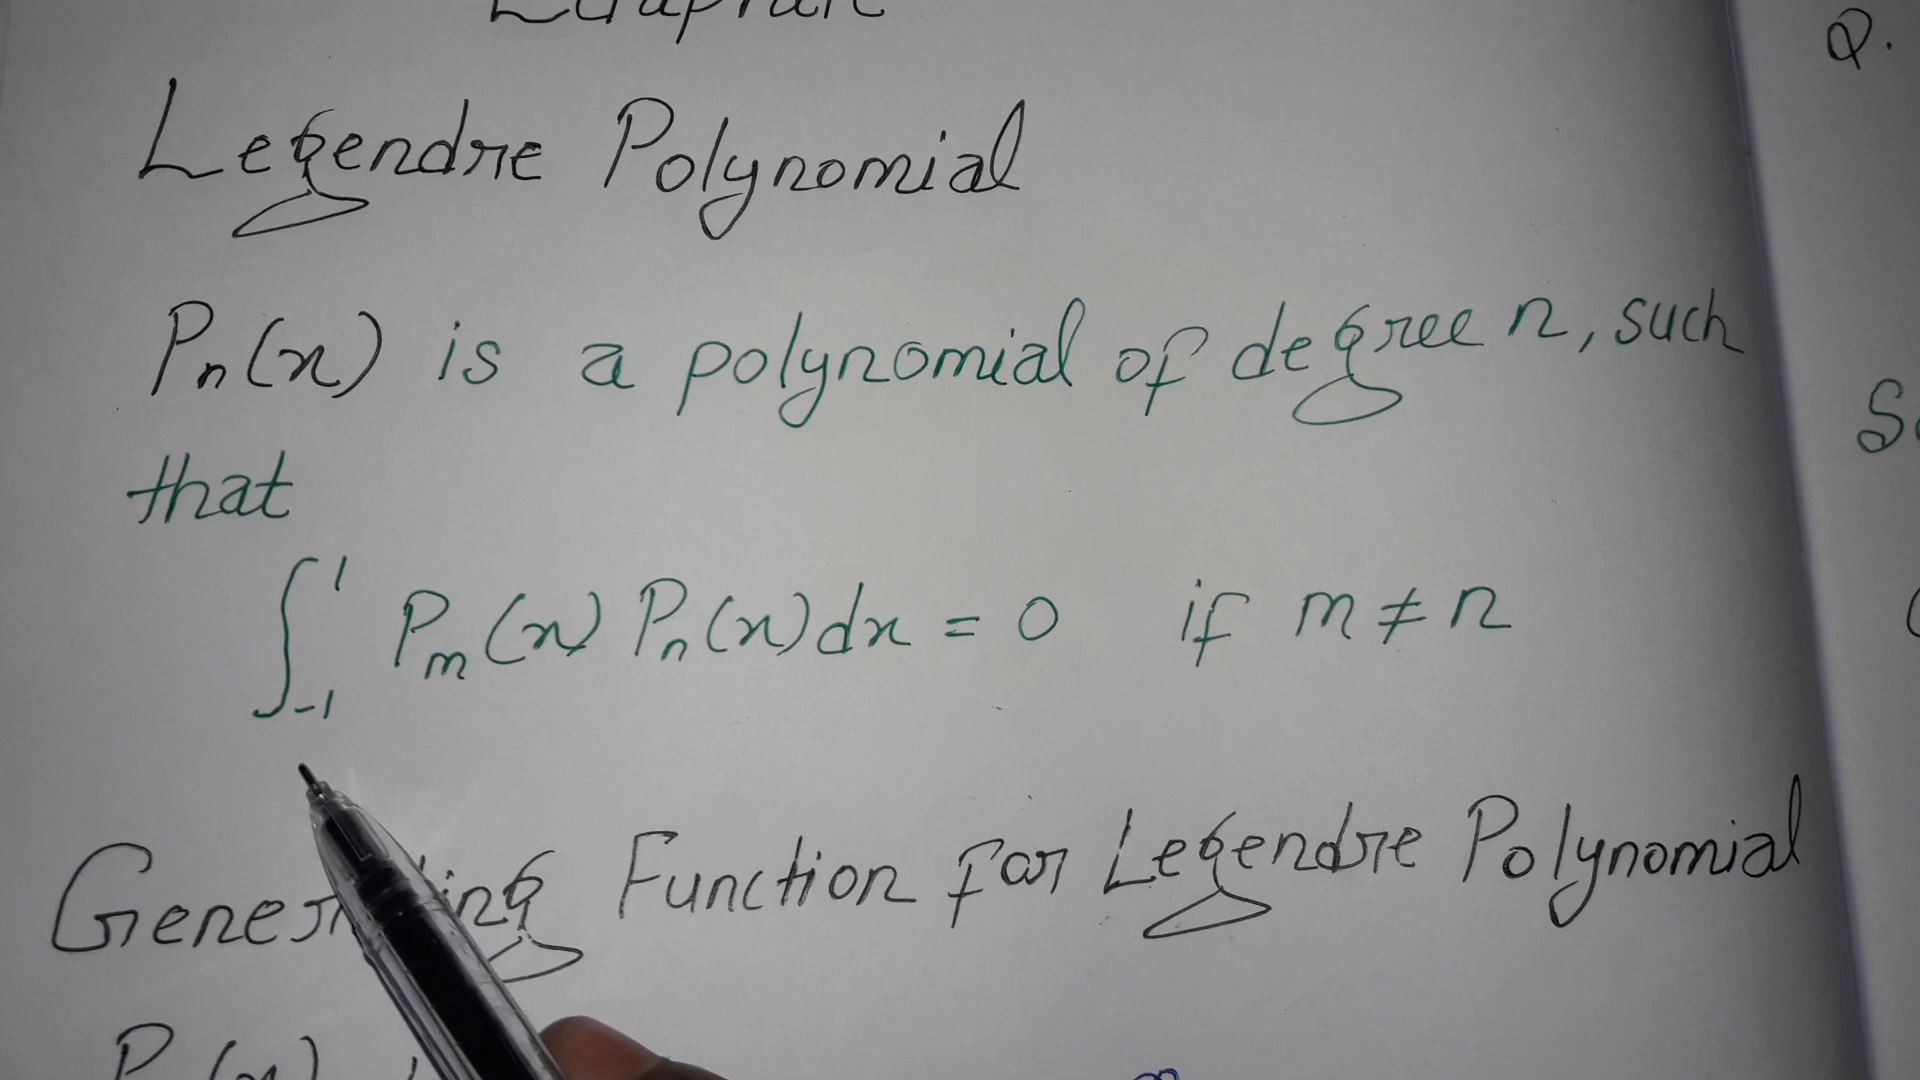 Legendre Polynomial
Pn(x) is a polynomial of degree n, such
that
∫₋₁¹ Pm(x) Pn(x) dx = 0 if m ≠ n
Function for Legendre Polynomial
Q.